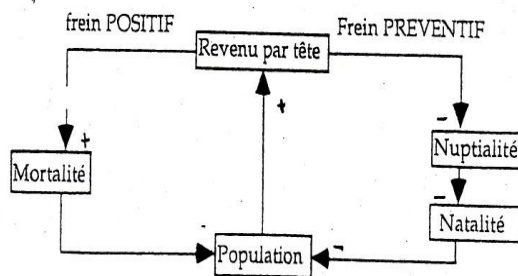 frein POSITIF
Frein PREVENTIF
Revenu par tête
+
+
-
Mortalité
Nuptialité
-
Natalité
-
-
Population